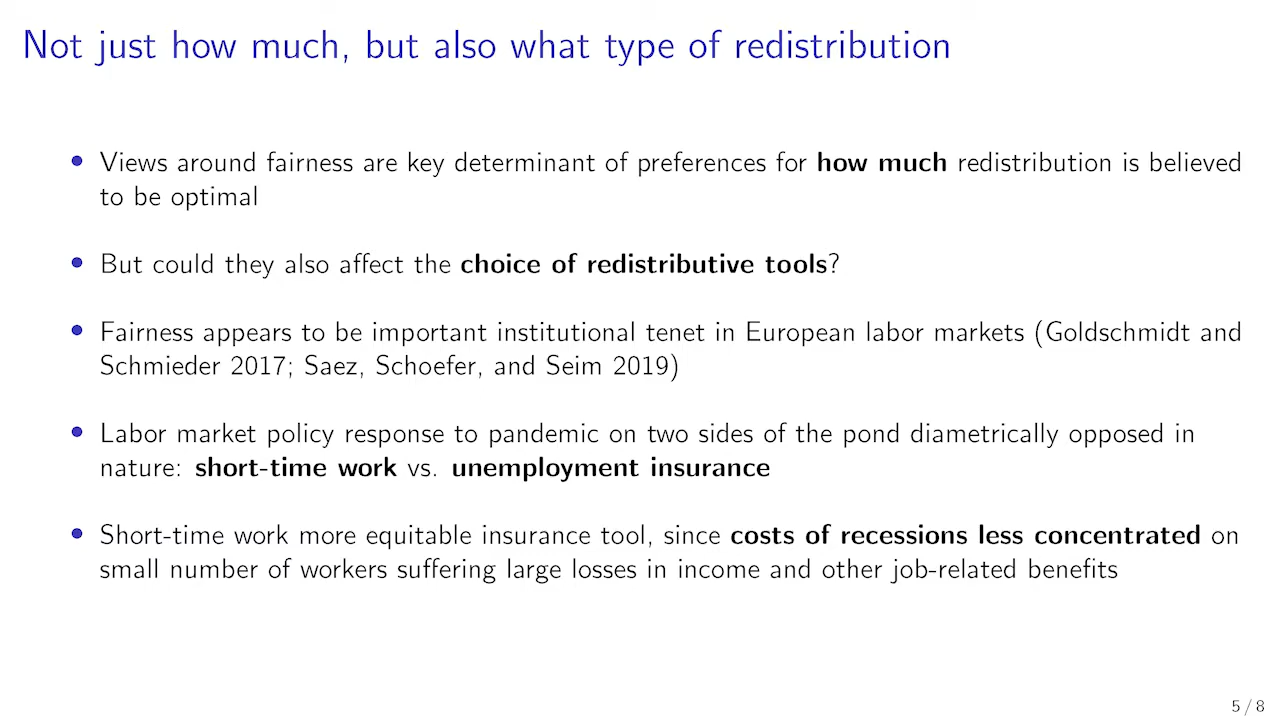 Not just how much, but also what type of redistribution
• Views around fairness are key determinant of preferences for how much redistribution is believed
to be optimal
• But could they also affect the choice of redistributive tools?
• Fairness appears to be important institutional tenet in European labor markets (Goldschmidt and
Schmieder 2017; Saez, Schoefer, and Seim 2019)
• Labor market policy response to pandemic on two sides of the pond diametrically opposed in
nature: short-time work vs. unemployment insurance
• Short-time work more equitable insurance tool, since costs of recessions less concentrated on
small number of workers suffering large losses in income and other job-related benefits
5 / 8